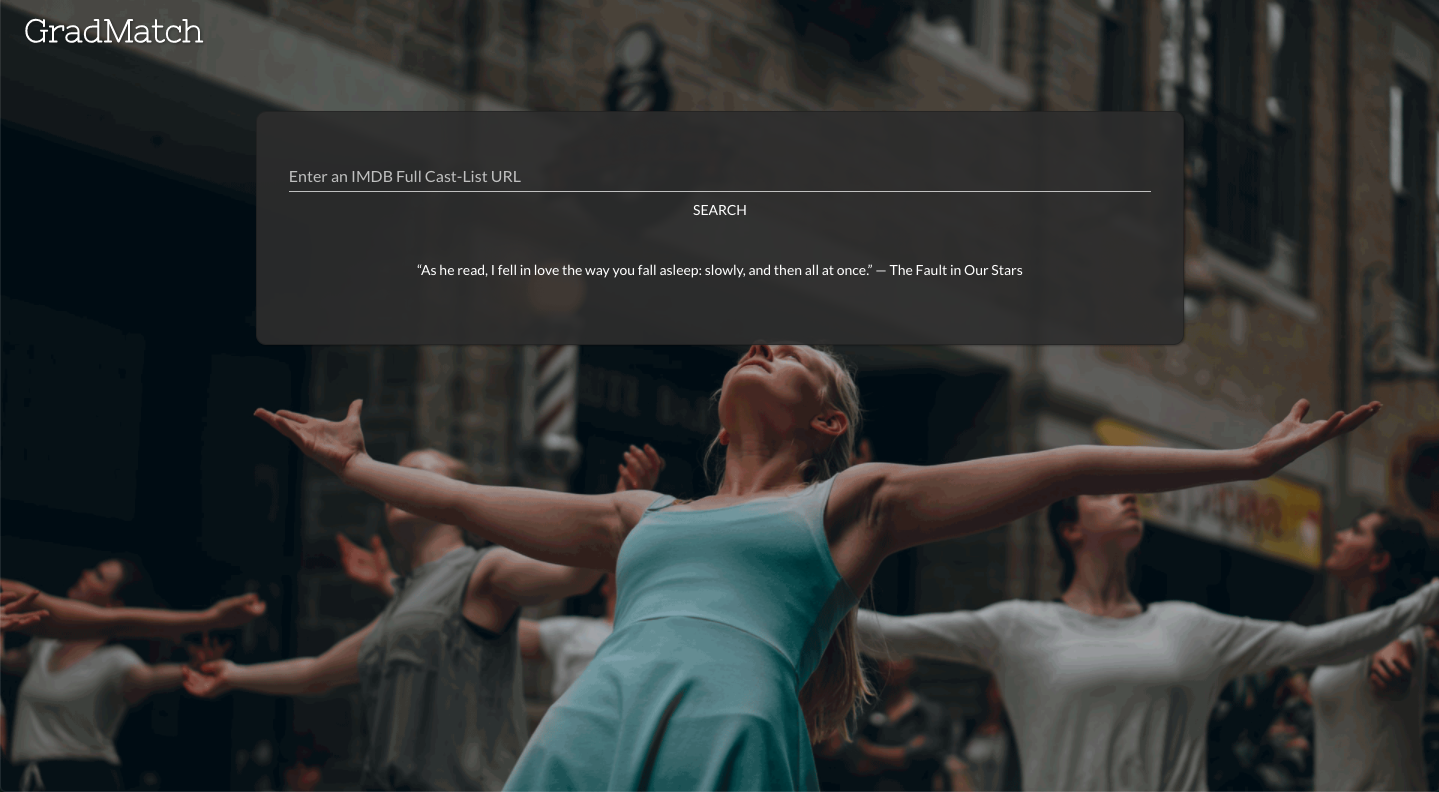 GradMatch
Enter an IMDB Full Cast-List URL
SEARCH
“As he read, I fell in love the way you fall asleep: slowly, and then all at once.” — The Fault in Our Stars